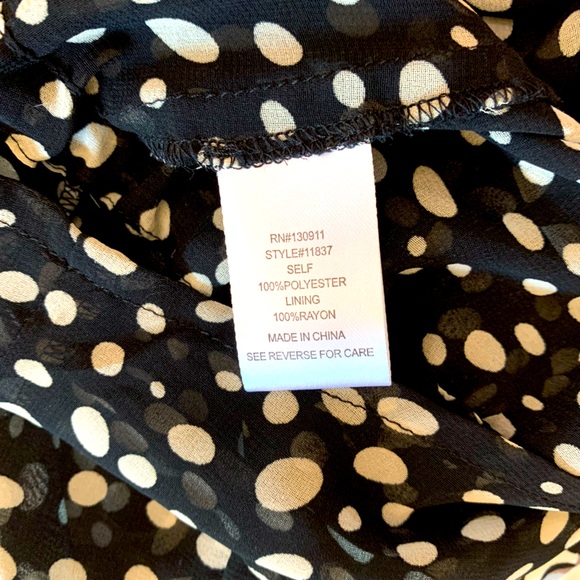 RN#130911
STYLE#11837
SELF
100%POLYESTER
LINING
100%RAYON
MADE IN CHINA
SEE REVERSE FOR CARE